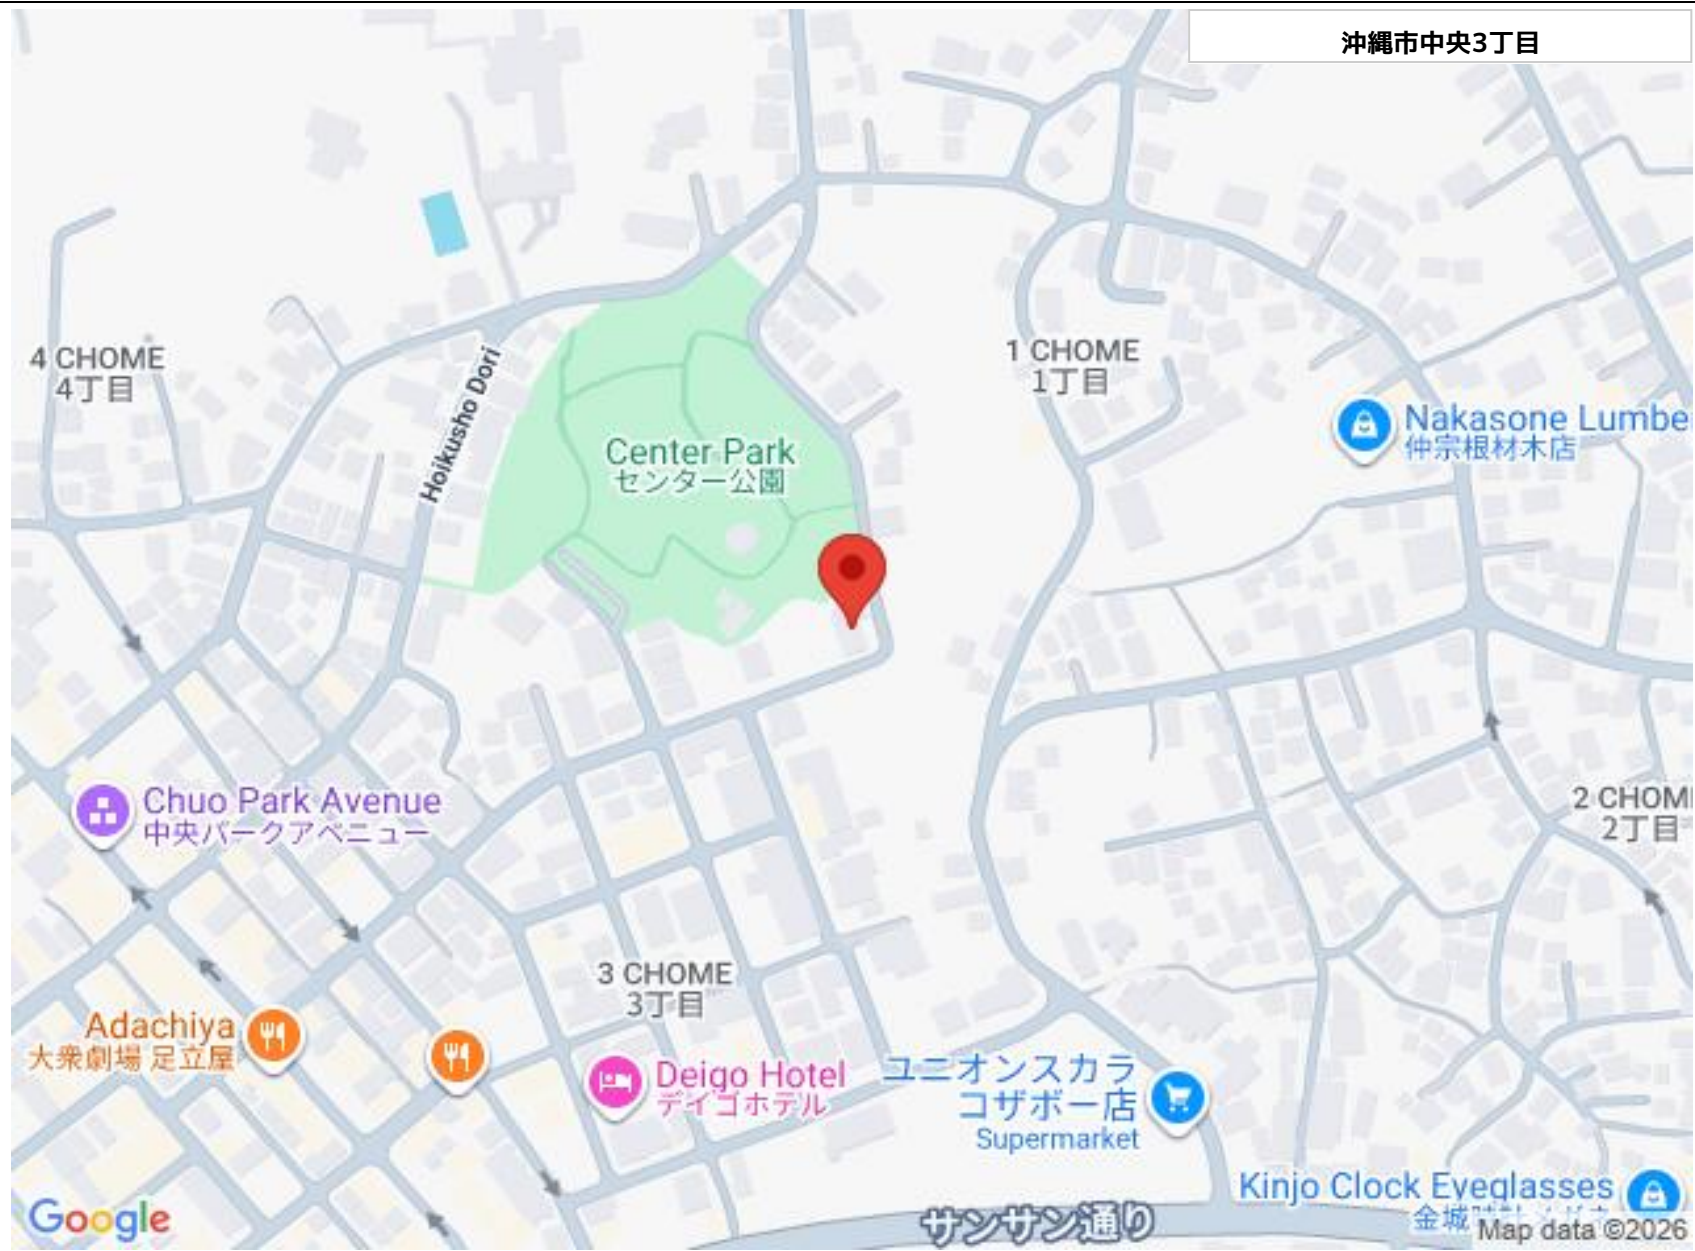 沖縄市中央3丁目
4 CHOME
4丁目
Hoikusho Dori
1 CHOME
1丁目
Nakasone Lumbe
仲宗根材木店
Center Park
センター公園
Chuo Park Avenue
中央パークアベニュー
2 CHOM
2丁目
3 CHOME
3丁目
Adachiya
大衆劇場 足立屋
Deigo Hotel
デイゴホテル
ユニオンスカラ
コザボー店
Supermarket
Kinjo Clock Eyeglasses
金城
サンサン通り
Google
Map data ©2026